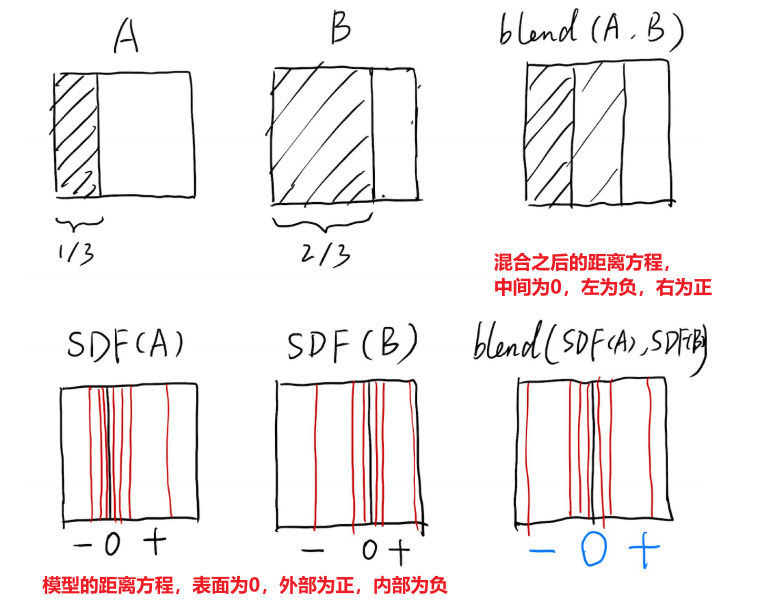 A
B
blend(A.B)
1/3
2/3
混合之后的距离方程，
中间为0，左为负，右为正
SDF(A)
SDF(B)
blend(SDF(A),SDF(B))
- 0 +
- 0 +
- 0 +
模型的距离方程，表面为0，外部为正，内部为负